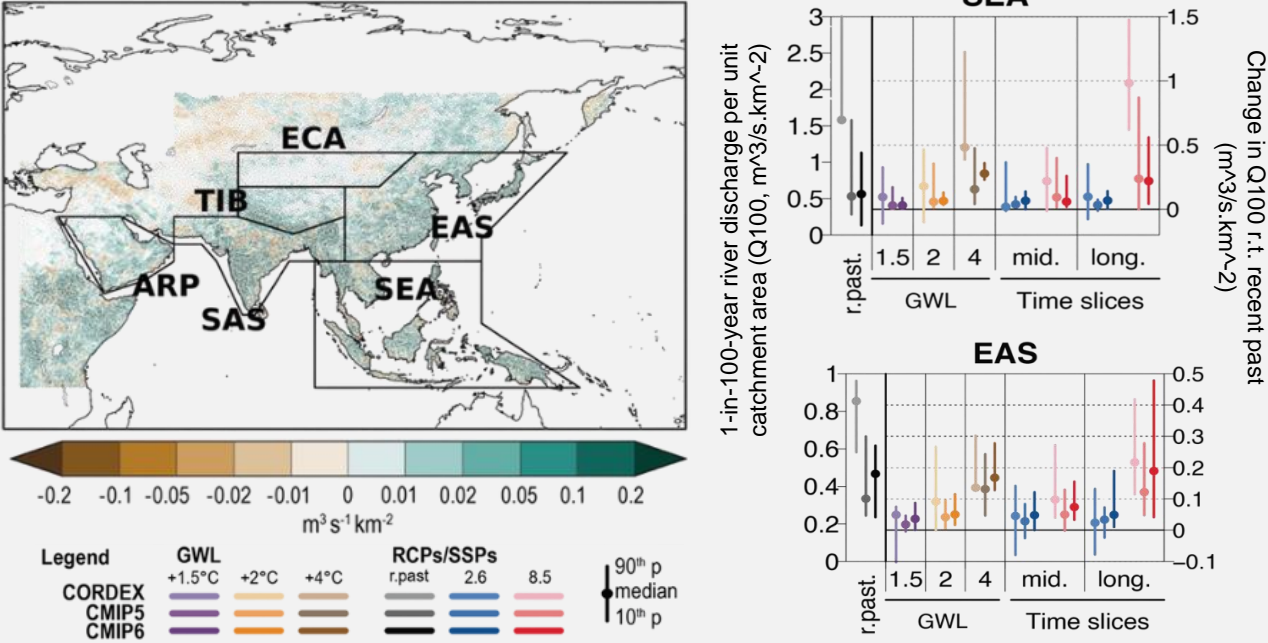 ECA
TIB
EAS
ARP
SEA
SAS
-0.2 -0.1 -0.05 -0.02 -0.01 0 0.01 0.02 0.05 0.1 0.2
m³ s⁻¹ km⁻²
Legend GWL RCPs/SSPs
+1.5°C +2°C +4°C r.past 2.6 8.5
CORDEX
CMIP5
CMIP6
90th p
median
10th p
1-in-100-year river discharge per unit
catchment area (Q100, m^3/s.km^-2)
SEA
3 1.5
2.5
2 1
1.5
1 0.5
0.5
0 0
r.past. 1.5 2 4 mid. long.
GWL Time slices
EAS
1 0.5
0.8 0.4
0.6 0.3
0.4 0.2
0.2 0.1
0 0
−0.1
r.past. 1.5 2 4 mid. long.
GWL Time slices
Change in Q100 r.t. recent past
(m^3/s.km^-2)